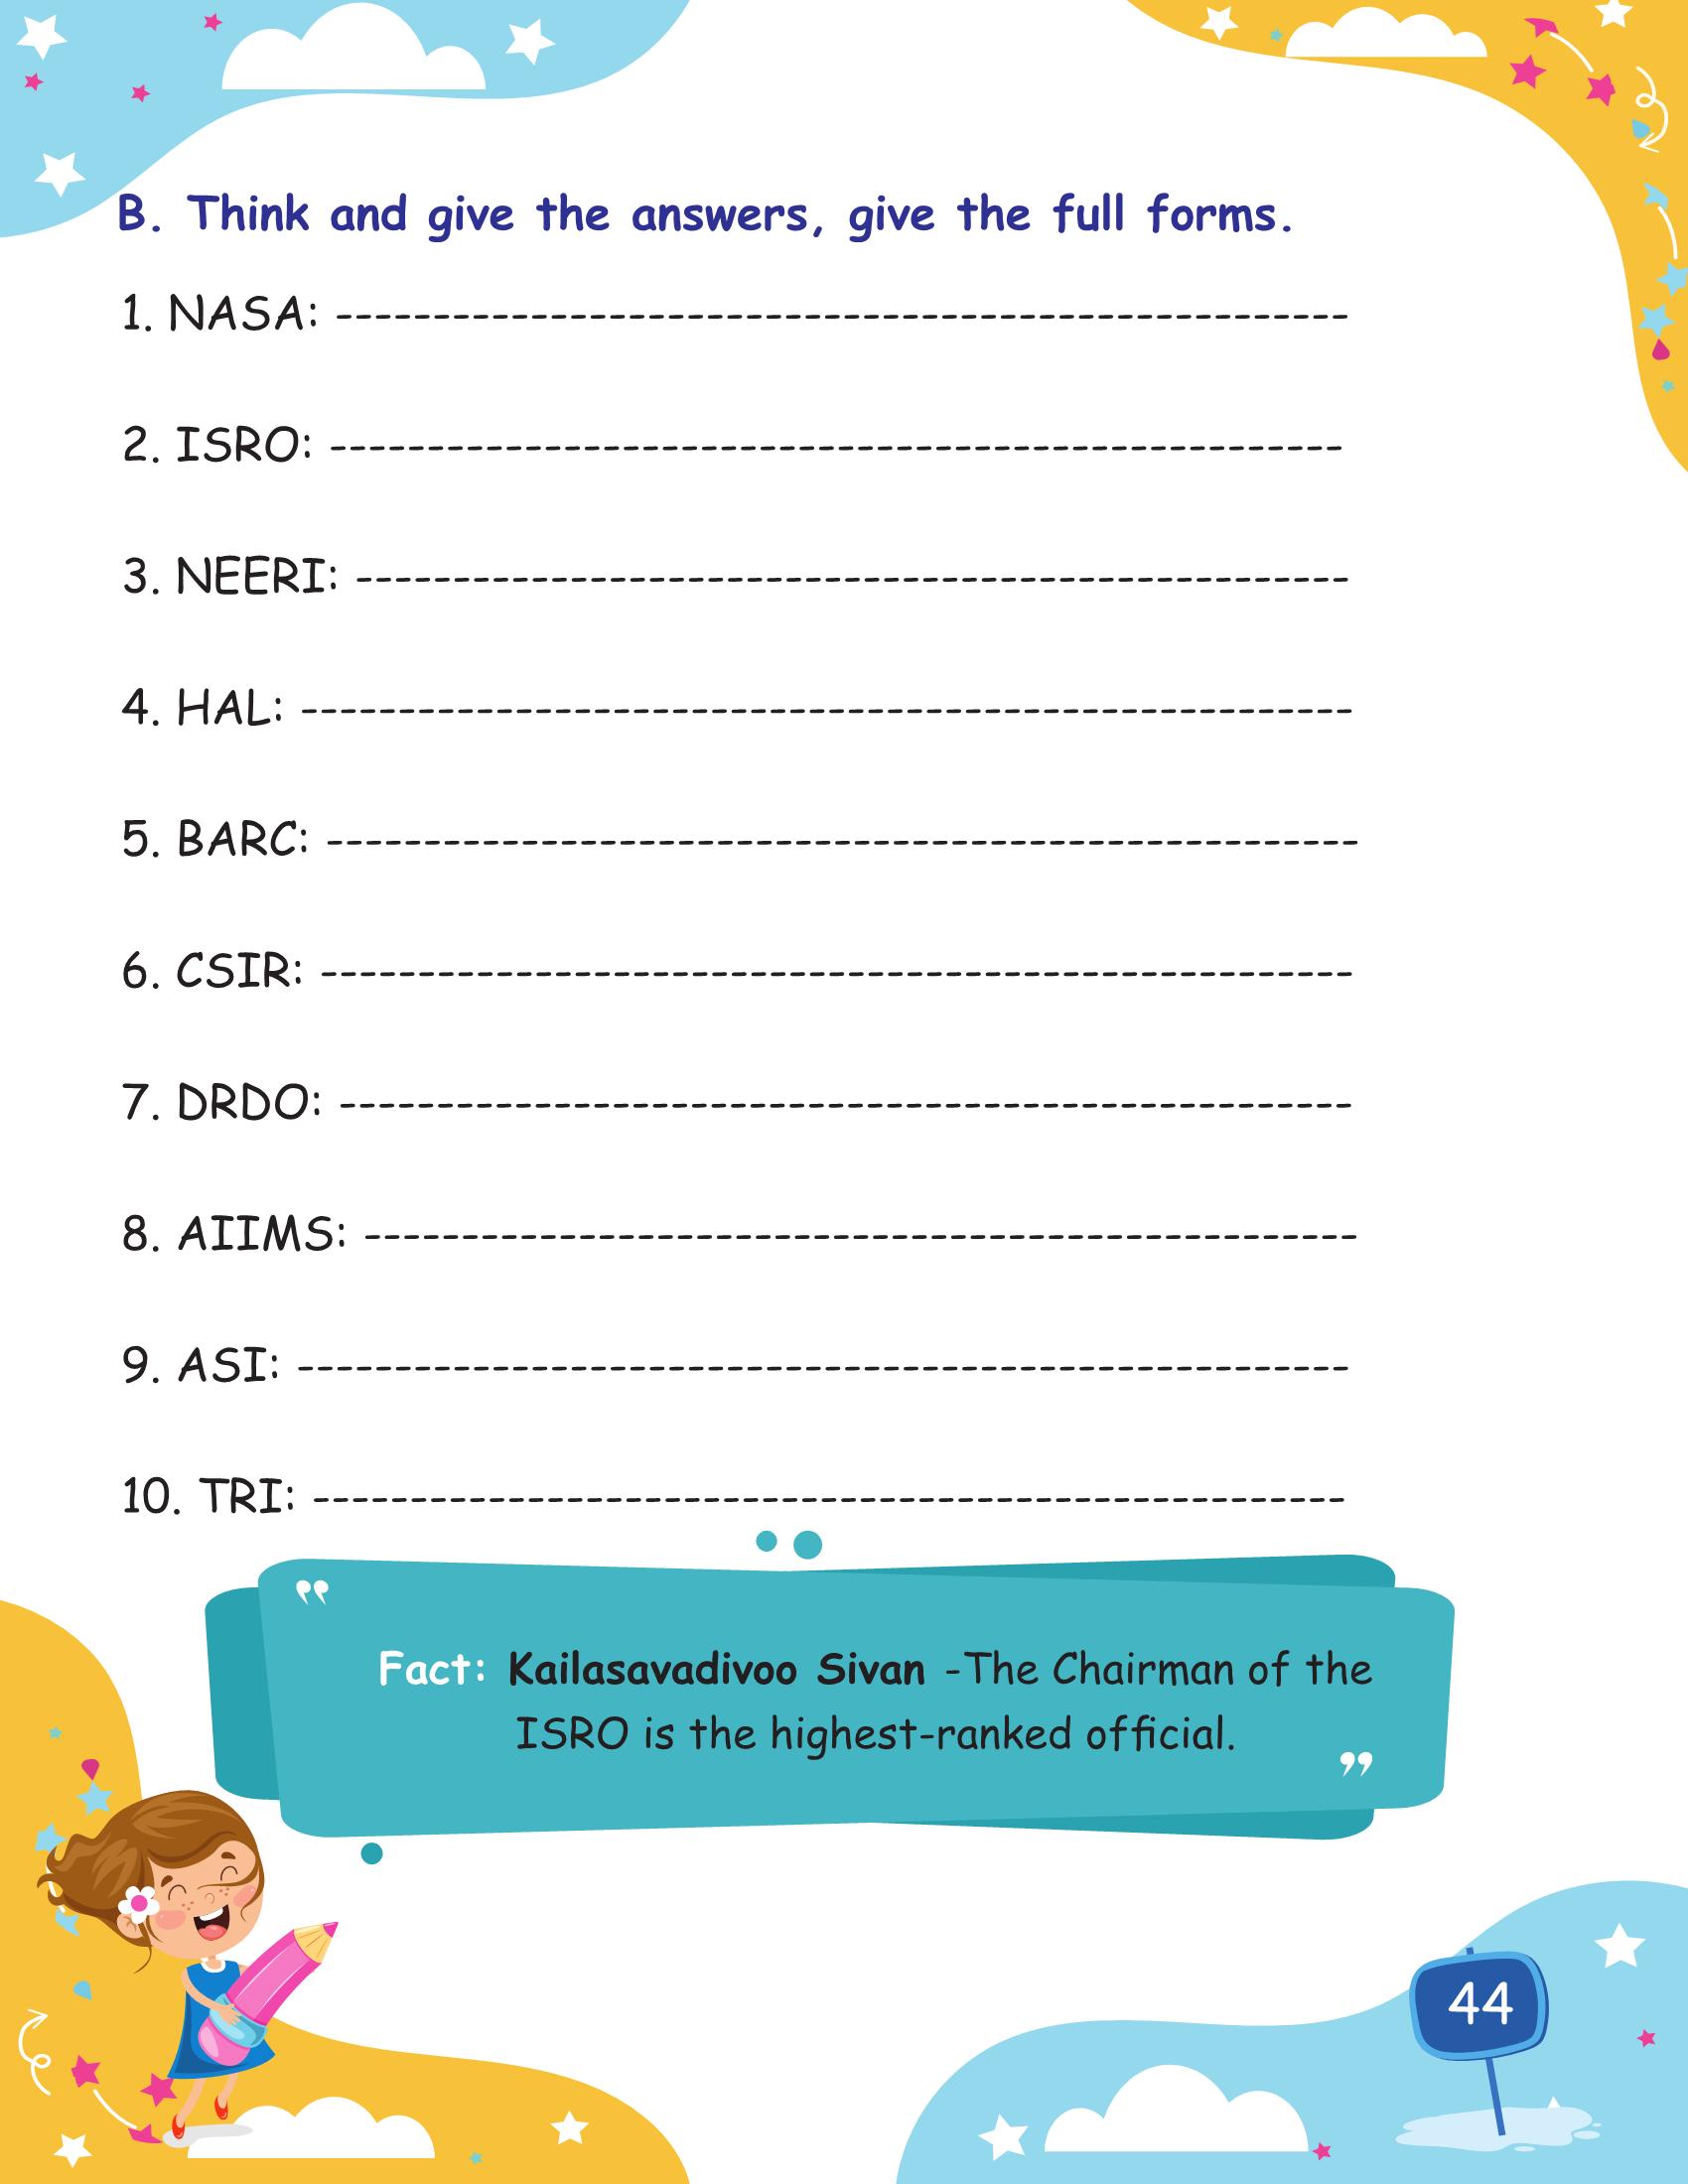 B. Think and give the answers, give the full forms.
1. NASA: ----------------------------------------------------
2. ISRO: ----------------------------------------------------
3. NEERI: ---------------------------------------------------
4. HAL: ------------------------------------------------------
5. BARC: -----------------------------------------------------
6. CSIR: -----------------------------------------------------
7. DRDO: ----------------------------------------------------
8. AIIMS: ---------------------------------------------------
9. ASI: ------------------------------------------------------
10. TRI: -----------------------------------------------------
”
Fact: Kailasavadivoo Sivan -The Chairman of the
ISRO is the highest-ranked official.
”
44